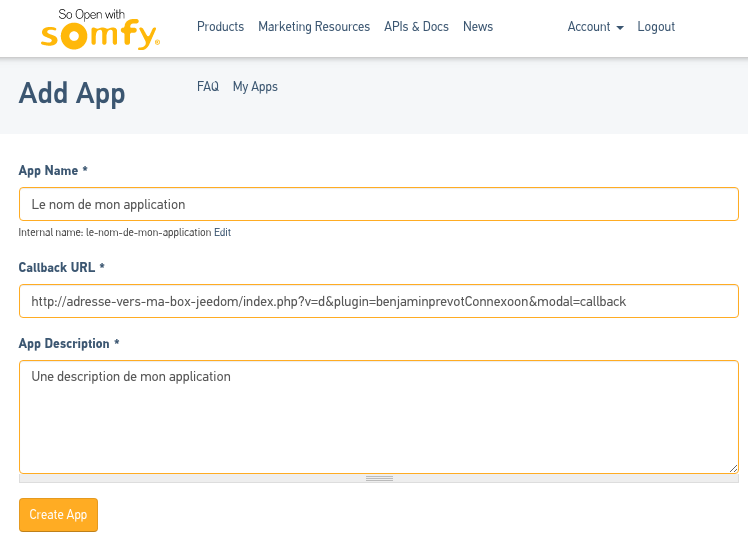 So Open with
somfy®
Products Marketing Resources APIs & Docs News Account Logout
Add App
FAQ My Apps
App Name *
Le nom de mon application
Internal name: le-nom-de-mon-application Edit
Callback URL *
http://adresse-vers-ma-box-jeedom/index.php?v=d&plugin=benjaminprevotConnexoon&modal=callback
App Description *
Une description de mon application
Create App